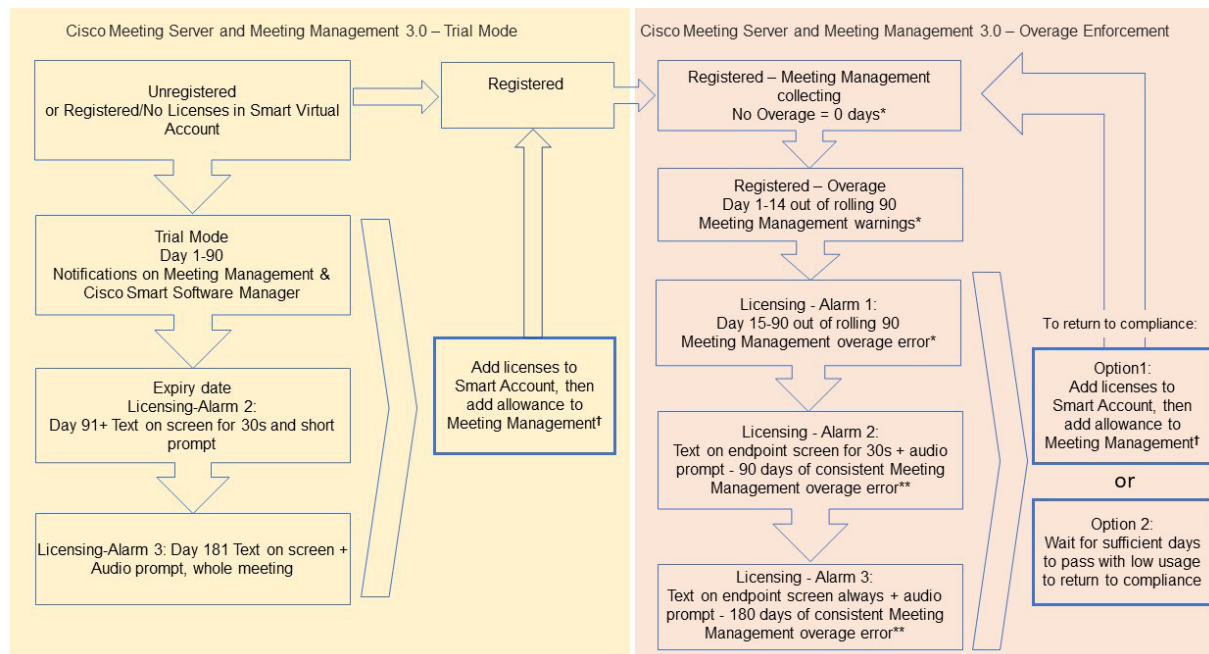 Cisco Meeting Server and Meeting Management 3.0 – Trial Mode
Unregistered
or Registered/No Licenses in Smart Virtual
Account
Registered
Trial Mode
Day 1-90
Notifications on Meeting Management &
Cisco Smart Software Manager
Expiry date
Licensing-Alarm 2:
Day 91+ Text on screen for 30s and short
prompt
Licensing-Alarm 3: Day 181 Text on screen +
Audio prompt, whole meeting
Add licenses to
Smart Account, then
add allowance to
Meeting Management†
Cisco Meeting Server and Meeting Management 3.0 – Overage Enforcement
Registered – Meeting Management
collecting
No Overage = 0 days*
Registered – Overage
Day 1-14 out of rolling 90
Meeting Management warnings*
Licensing - Alarm 1:
Day 15-90 out of rolling 90
Meeting Management overage error*
Licensing - Alarm 2:
Text on endpoint screen for 30s + audio
prompt - 90 days of consistent Meeting
Management overage error**
Licensing - Alarm 3:
Text on endpoint screen always + audio
prompt - 180 days of consistent Meeting
Management overage error**
To return to compliance:
Option1:
Add licenses to
Smart Account, then
add allowance to
Meeting Management†
or
Option 2:
Wait for sufficient days
to pass with low usage
to return to compliance